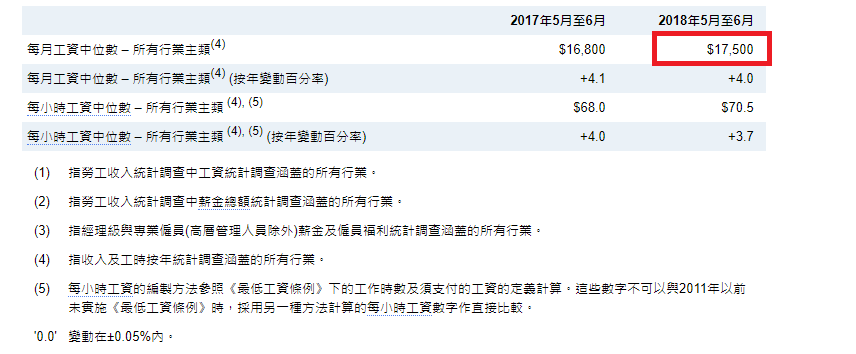 2017年5月至6月 2018年5月至6月
每月工資中位數 – 所有行業主類(4) $16,800 $17,500
每月工資中位數 – 所有行業主類(4) (按年變動百分率) +4.1 +4.0
每小時工資中位數 – 所有行業主類 (4), (5) $68.0 $70.5
每小時工資中位數 – 所有行業主類 (4), (5) (按年變動百分率) +4.0 +3.7
(1) 指勞工收入統計調查中工資統計調查涵蓋的所有行業。
(2) 指勞工收入統計調查中薪金總額統計調查涵蓋的所有行業。
(3) 指經理級與專業僱員(高層管理人員除外)薪金及僱員福利統計調查涵蓋的所有行業。
(4) 指收入及工時按年統計調查涵蓋的所有行業。
(5) 每小時工資的編製方法參照《最低工資條例》下的工作時數及須支付的工資的定義計算。這些數字不可以與2011年以前
未實施《最低工資條例》時，採用另一種方法計算的每小時工資數字作直接比較。
'0.0' 變動在±0.05%內。